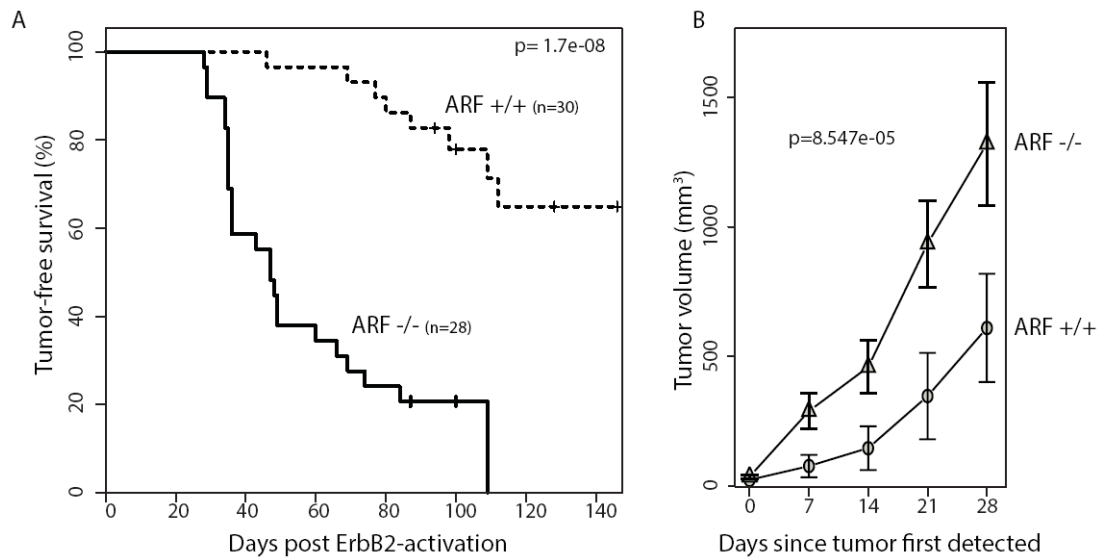 A
p= 1.7e-08
ARF +/+ (n=30)
ARF -/- (n=28)
Tumor-free survival (%)
100
80
60
40
20
0
0 20 40 60 80 100 120 140
Days post ErbB2-activation
B
p=8.547e-05
ARF -/-
ARF +/+
Tumor volume (mm³)
1500
1000
500
0
0 7 14 21 28
Days since tumor first detected